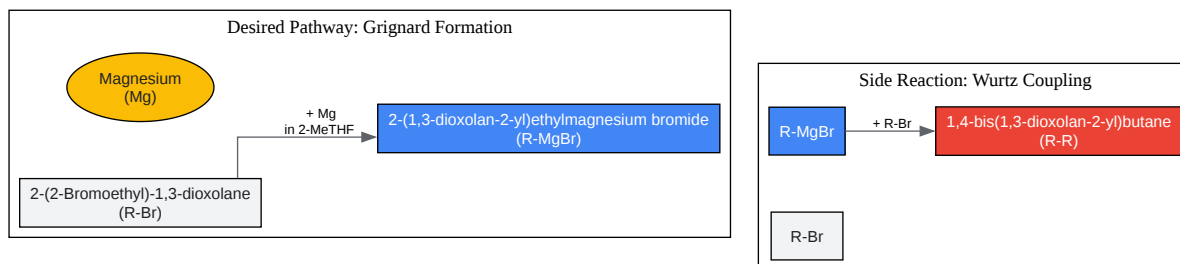 Desired Pathway: Grignard Formation
Magnesium
(Mg)
+ Mg
in 2-MeTHF
2-(1,3-dioxolan-2-yl)ethylmagnesium bromide
(R-MgBr)
2-(2-Bromoethyl)-1,3-dioxolane
(R-Br)
Side Reaction: Wurtz Coupling
R-MgBr
+ R-Br
1,4-bis(1,3-dioxolan-2-yl)butane
(R-R)
R-Br